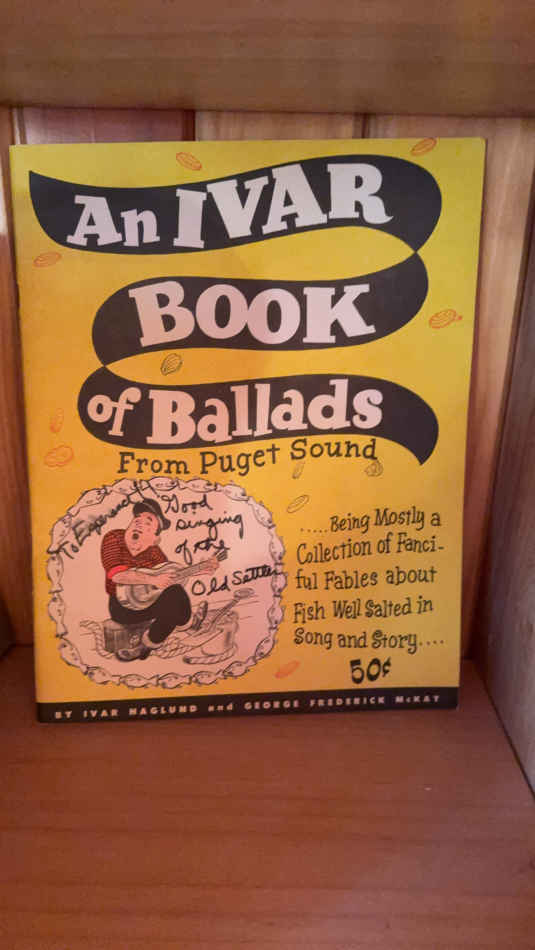 An IVAR
BOOK
of Ballads
From Puget Sound
To
Good
singing
of the
Old Settler
.....Being Mostly a
Collection of Fanci-
ful Fables about
Fish Well Salted in
Song and Story....
50¢
BY IVAR HAGLUND and GEORGE FREDERICK McKAY